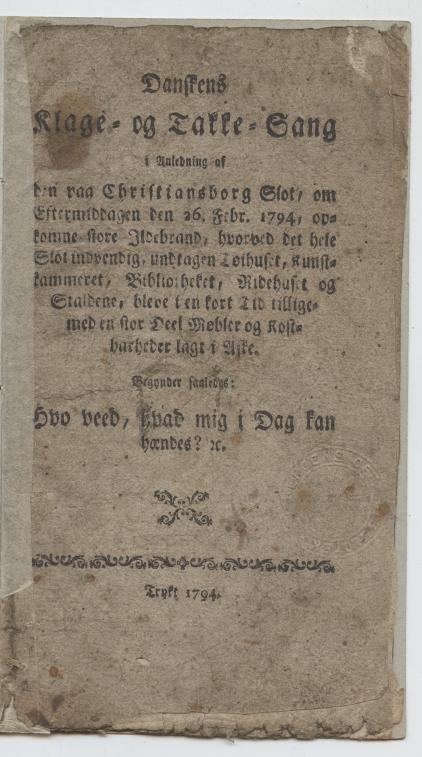 Danskens
Klage- og Takke-Sang
i Anledning af
den paa Christiansborg Slot, om
Eftermiddagen den 26. Febr. 1794, op-
komne store Ildebrand, hvorved det hele
Slot indvendig, undtagen Toihuset, Kunst-
kammeret, Bibliotheket, Ridehuset og
Staldene, bleve i en kort Tid tillige-
med en stor Deel Møbler og Kost-
barheder lagt i Aske.
Begynder saaledes:
Hvo veed, hvad mig i Dag kan
hændes? ꝛc.
Trykt 1794.